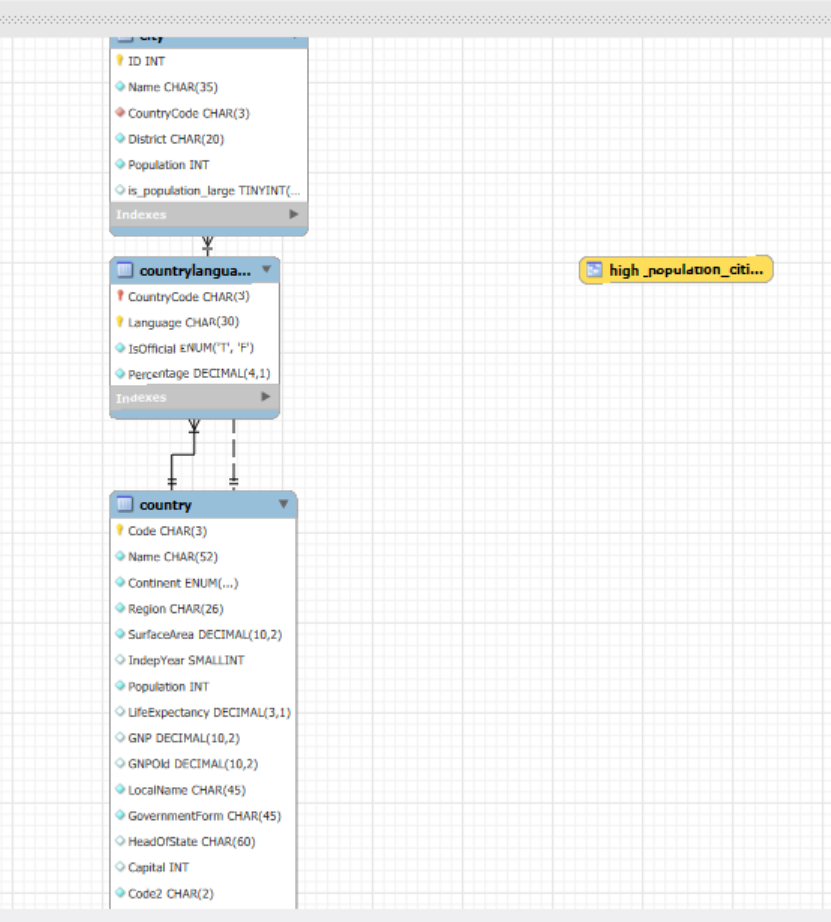 city
ID INT
Name CHAR(35)
CountryCode CHAR(3)
District CHAR(20)
Population INT
is_population_large TINYINT(...
Indexes
countrylangua...
CountryCode CHAR(3)
Language CHAR(30)
IsOfficial ENUM('T', 'F')
Percentage DECIMAL(4,1)
Indexes
high _population_citi...
country
Code CHAR(3)
Name CHAR(52)
Continent ENUM(...)
Region CHAR(26)
SurfaceArea DECIMAL(10,2)
IndepYear SMALLINT
Population INT
LifeExpectancy DECIMAL(3,1)
GNP DECIMAL(10,2)
GNPOld DECIMAL(10,2)
LocalName CHAR(45)
GovernmentForm CHAR(45)
HeadOfState CHAR(60)
Capital INT
Code2 CHAR(2)